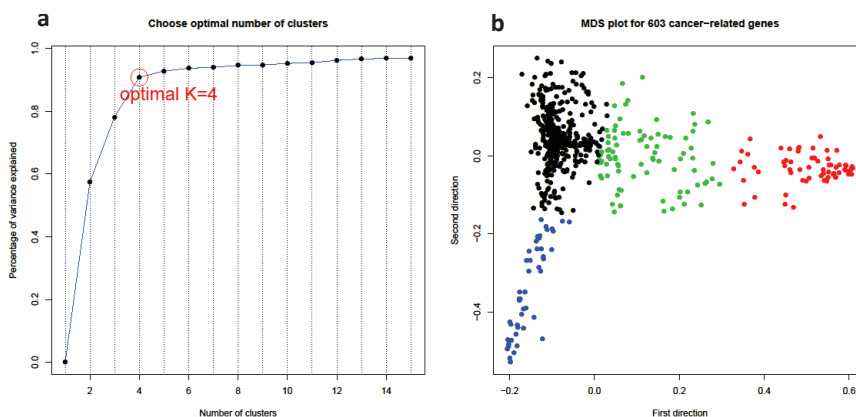 a
Choose optimal number of clusters
Percentage of variance explained
1.0
0.8
0.6
0.4
0.2
0.0
optimal K=4
2 4 6 8 10 12 14
Number of clusters
b
MDS plot for 603 cancer−related genes
Second direction
0.2
0.0
−0.2
−0.4
−0.2 0.0 0.2 0.4 0.6
First direction